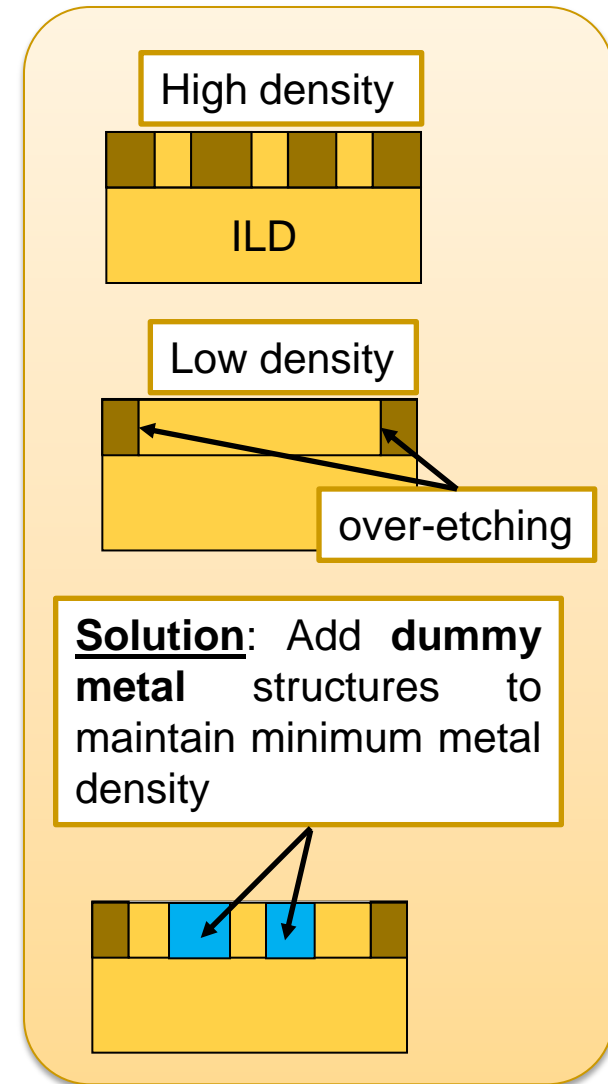 High density
ILD
Low density
over-etching
Solution: Add dummy
metal structures to
maintain minimum metal
density